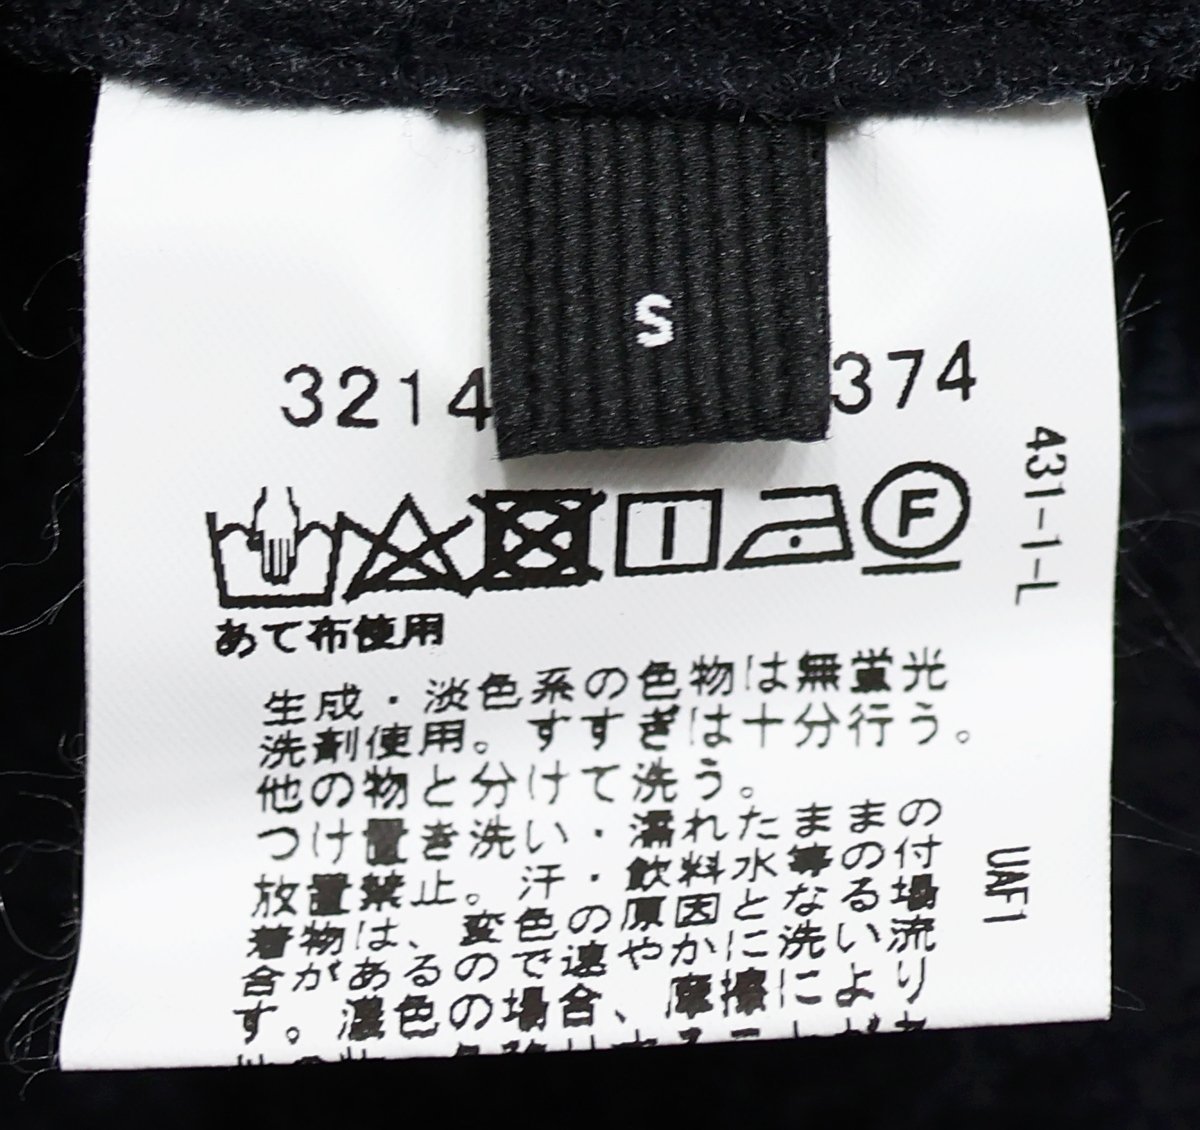 S
3214
374
F
431-1-L
あて布使用
生成・淡色系の色物は無蛍光
洗剤使用。すすぎは十分行う。
他の物と分けて洗う。
つけ置き洗い・濡れたままの
放置禁止。汗・飲料水等の付
着物は、変色の原因となる場
合があるので速やかに洗い流
す。濃色の場合、摩擦により
UAF1